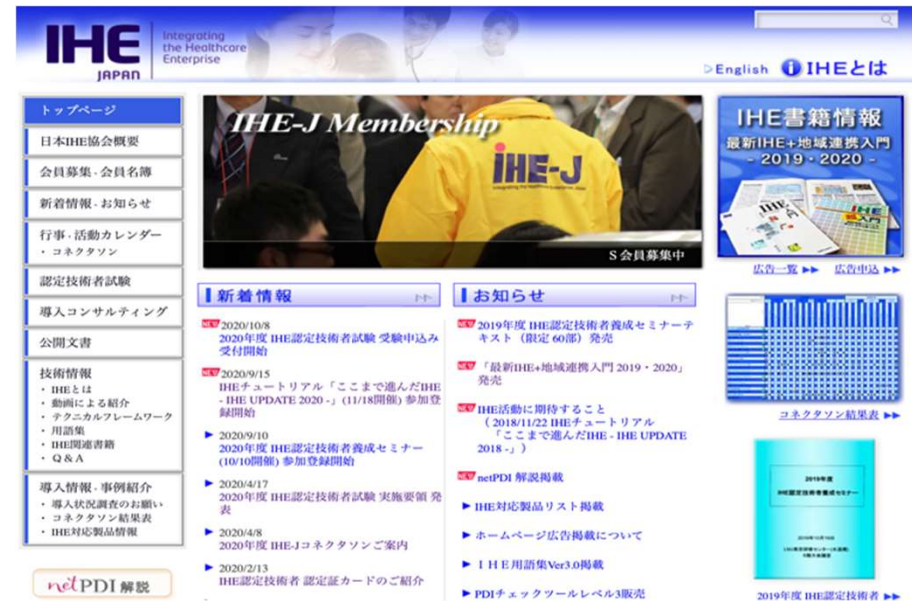 IHE
JAPAN
Integrating
the Healthcare
Enterprise
English
IHEとは
トップページ
日本IHE協会概要
会員募集・会員名簿
新着情報・お知らせ
行事・活動カレンダー
・コネクタソン
認定技術者試験
導入コンサルティング
公開文書
技術情報
・IHEとは
・動画による紹介
・テクニカルフレームワーク
・用語集
・IHE関連書籍
・Q & A
導入情報・事例紹介
・導入状況調査のお願い
・コネクタソン結果表
・IHE対応製品情報
netPDI 解説
IHE-J Membership
IHE-J
S会員募集中
新着情報
NEW 2020/10/8
2020年度 IHE認定技術者試験 受験申込み
受付開始
NEW 2020/9/15
IHEチュートリアル「ここまで進んだIHE
- IHE UPDATE 2020 -」(11/18開催) 参加登
録開始
2020/9/10
2020年度 IHE認定技術者養成セミナー
(10/10開催) 参加登録開始
2020/4/17
2020年度 IHE認定技術者試験 実施要領 発
表
2020/4/8
2020年度 IHE-Jコネクタソンご案内
2020/2/13
IHE認定技術者 認定証カードのご紹介
お知らせ
NEW 2019年度 IHE認定技術者養成セミナーテ
キスト（限定 60部）発売
NEW 「最新IHE+地域連携入門 2019・2020」
発売
NEW IHE活動に期待すること
（2018/11/22 IHEチュートリアル
「ここまで進んだIHE - IHE UPDATE
2018 -」）
NEW netPDI 解説掲載
IHE対応製品リスト掲載
ホームページ広告掲載について
ＩＨＥ用語集Ver3.0掲載
PDIチェックツールレベル3販売
IHE書籍情報
最新IHE+地域連携入門
- 2019・2020 -
広告一覧 広告申込
コネクタソン結果表
2019年度
IHE認定技術者養成セミナー
2019年度 IHE認定技術者